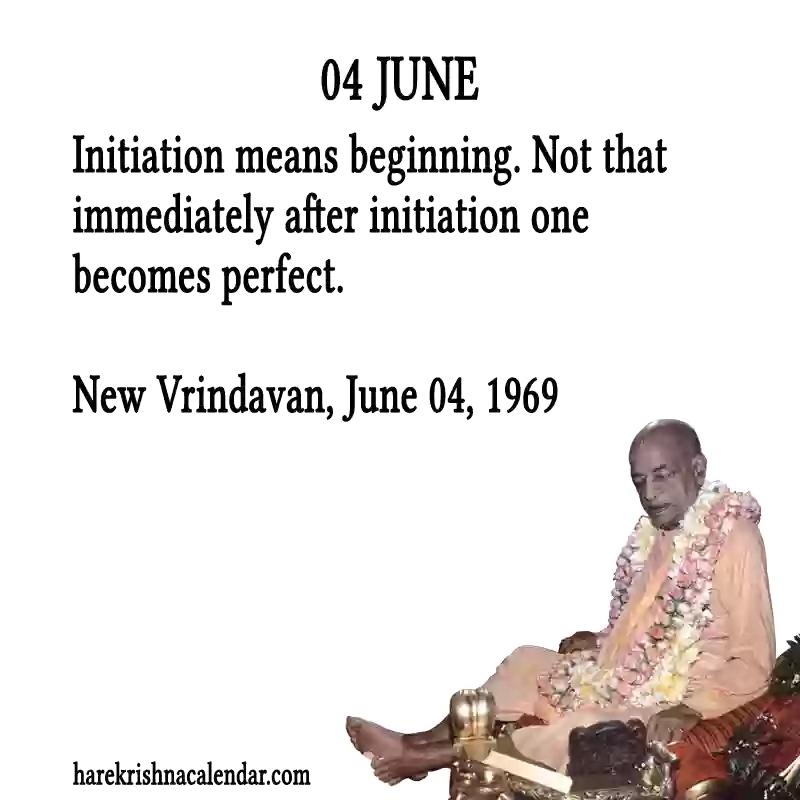 04 JUNE
Initiation means beginning. Not that
immediately after initiation one
becomes perfect.
New Vrindavan, June 04, 1969
harekrishnacalendar.com